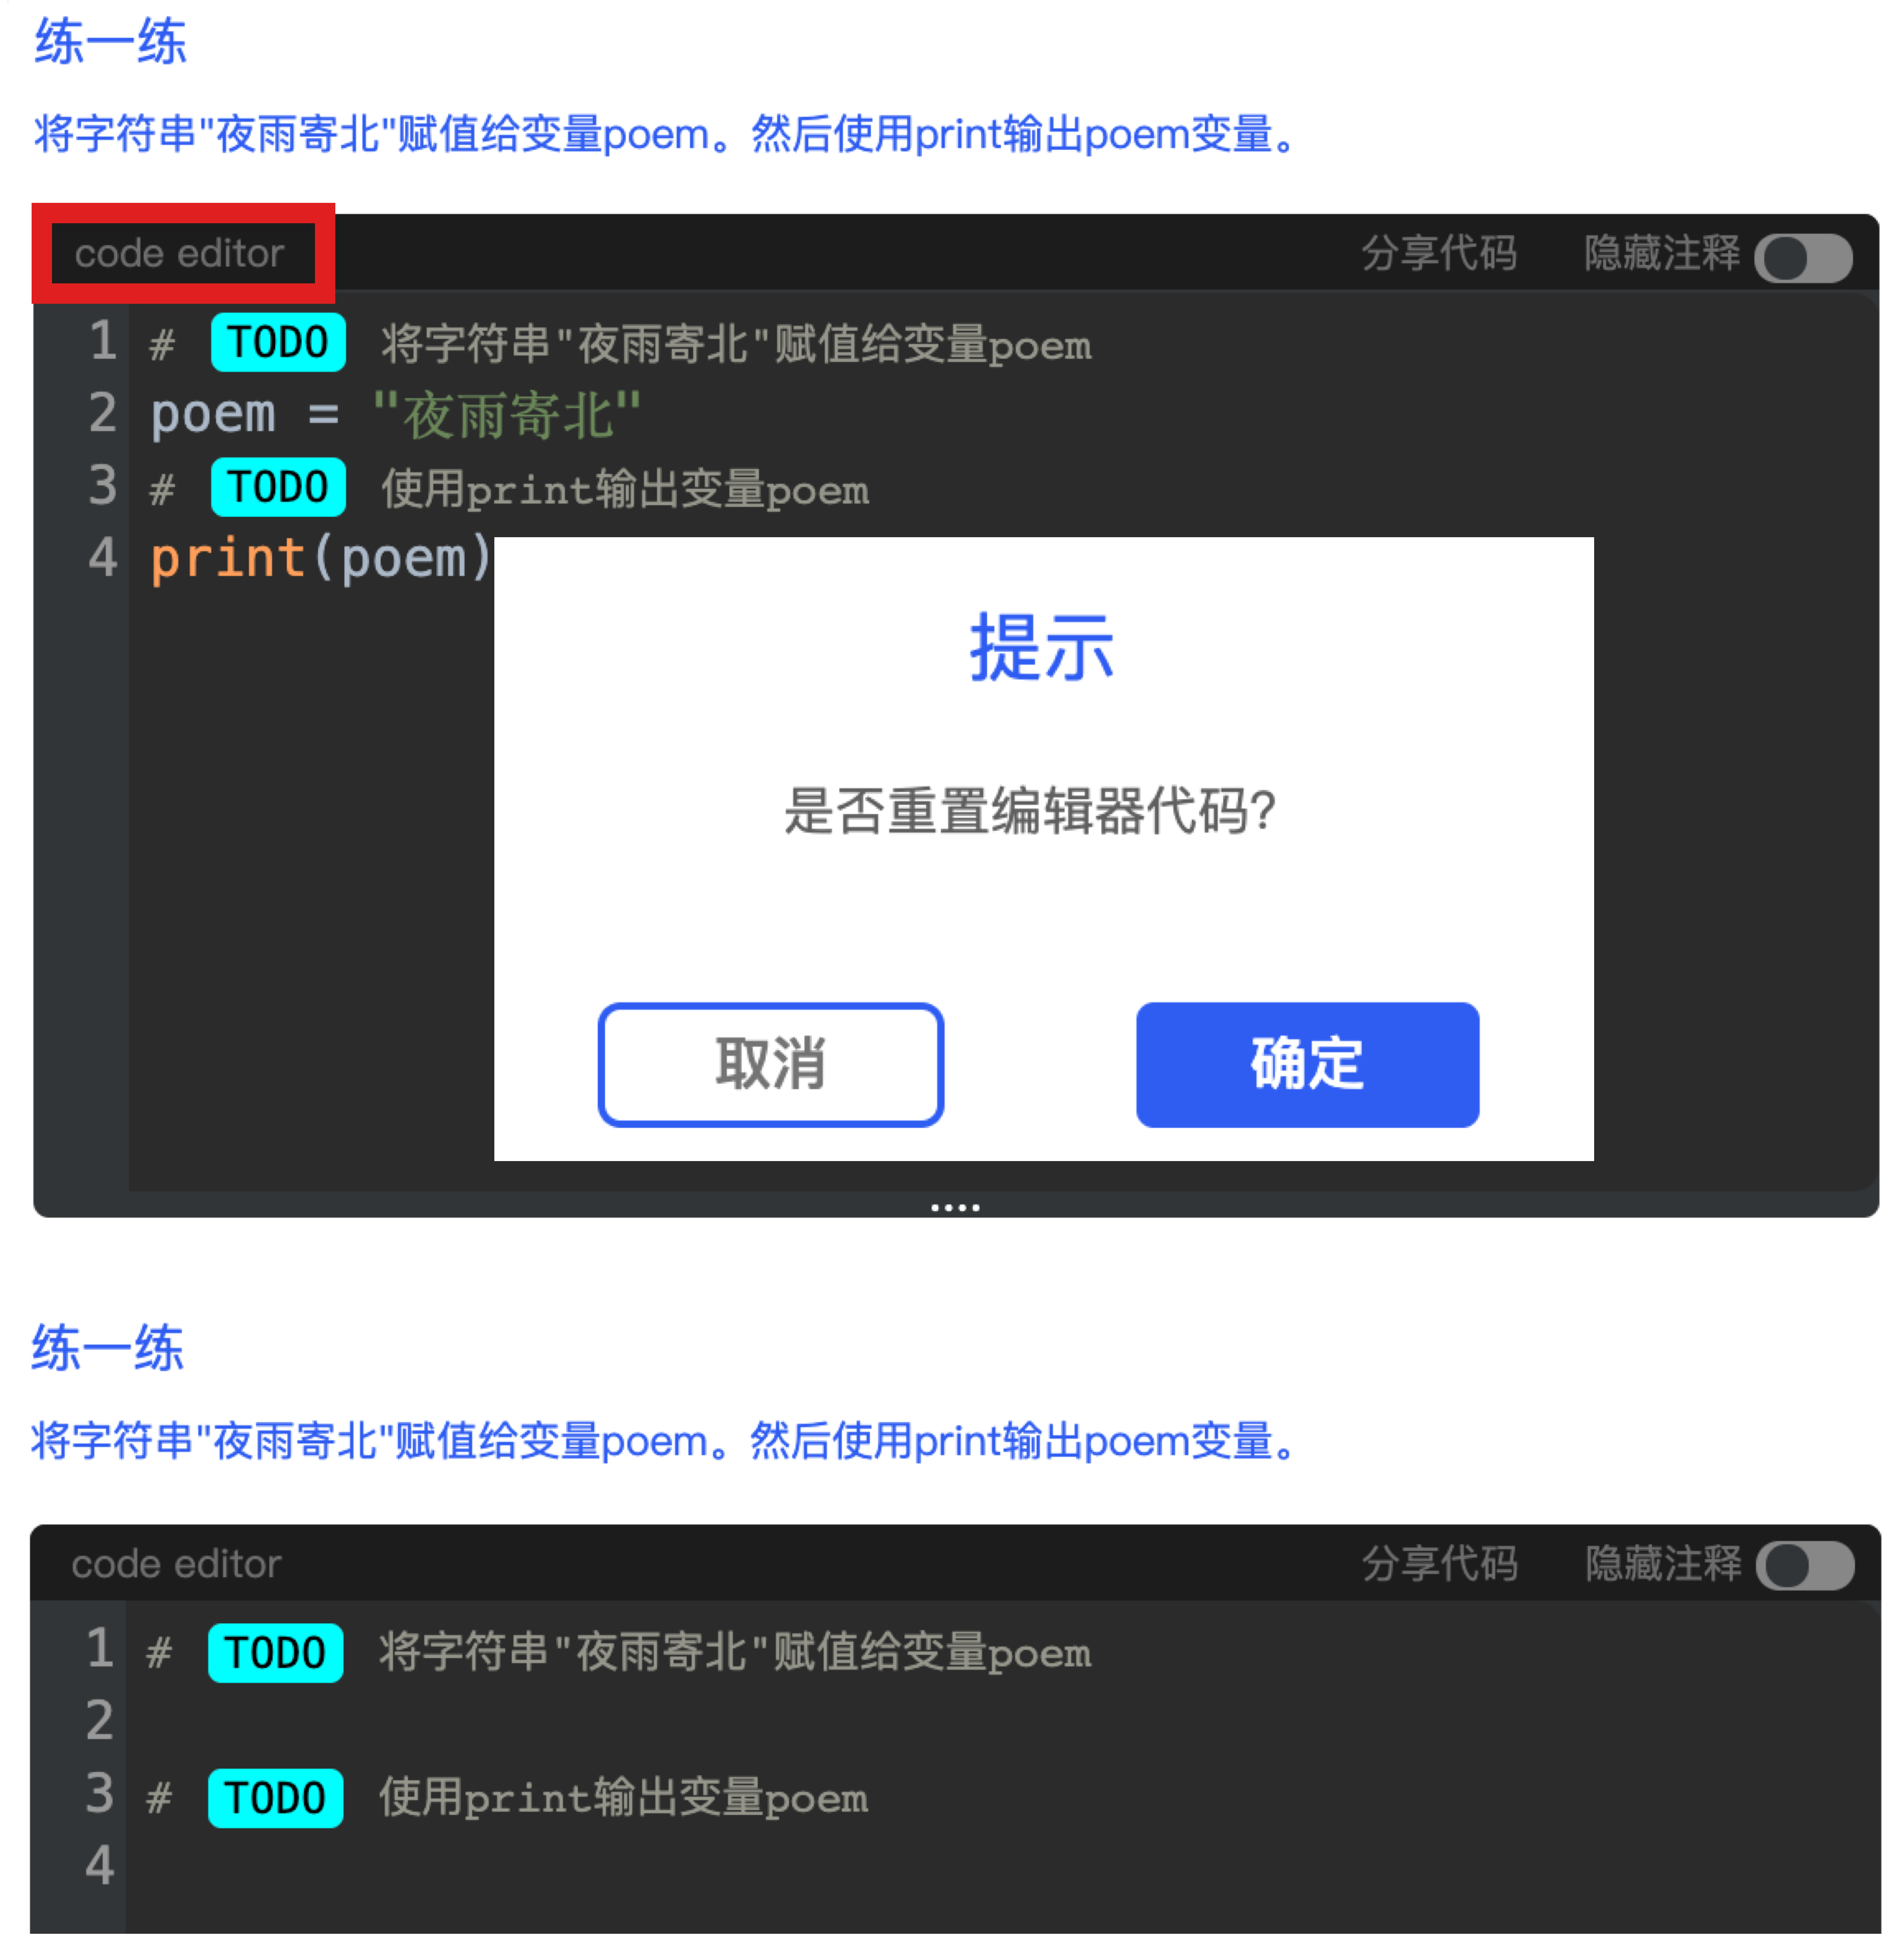 练一练
将字符串"夜雨寄北"赋值给变量poem。然后使用print输出poem变量。
code editor 分享代码 隐藏注释
1 # TODO 将字符串"夜雨寄北"赋值给变量poem
2 poem = "夜雨寄北"
3 # TODO 使用print输出变量poem
4 print(poem)
提示
是否重置编辑器代码?
取消 确定
练一练
将字符串"夜雨寄北"赋值给变量poem。然后使用print输出poem变量。
code editor 分享代码 隐藏注释
1 # TODO 将字符串"夜雨寄北"赋值给变量poem
2
3 # TODO 使用print输出变量poem
4